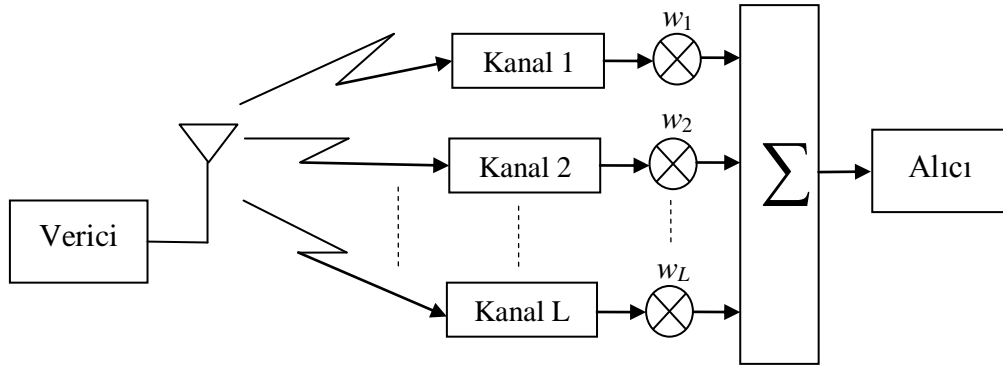 w1
Kanal 1
w2
Kanal 2
∑
Alıcı
Verici
wL
Kanal L